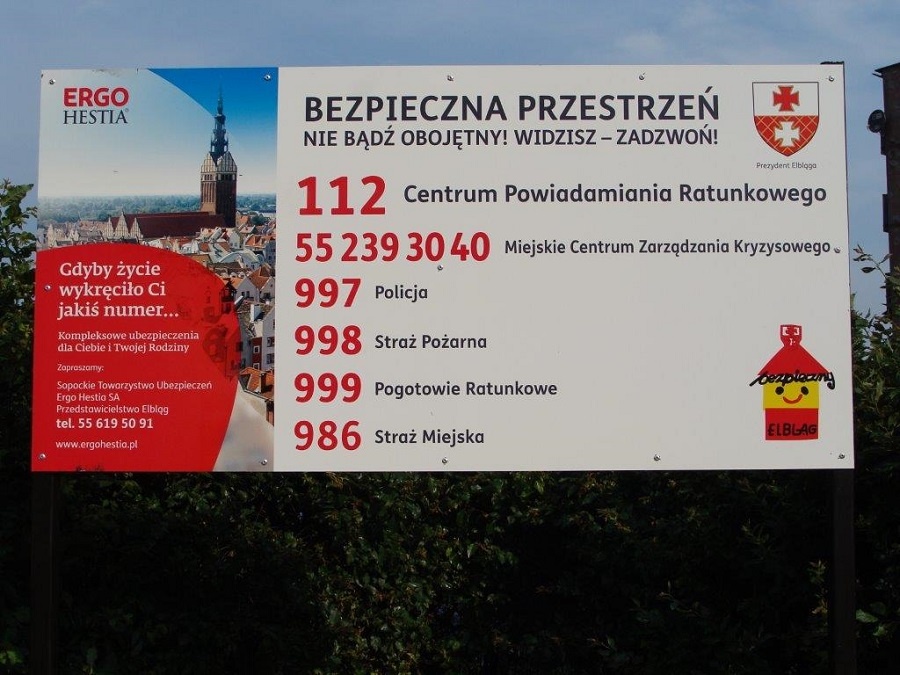 ERGO
HESTIA®
Gdyby życie
wykręciło Ci
jakiś numer...
Kompleksowe ubezpieczenia
dla Ciebie i Twojej Rodziny
Zapraszamy:
Sopockie Towarzystwo Ubezpieczeń
Ergo Hestia SA
Przedstawicielstwo Elbląg
tel. 55 619 50 91
www.ergohestia.pl
BEZPIECZNA PRZESTRZEŃ
NIE BĄDŹ OBOJĘTNY! WIDZISZ – ZADZWOŃ!
Prezydent Elbląga
112 Centrum Powiadamiania Ratunkowego
55 239 30 40 Miejskie Centrum Zarządzania Kryzysowego
997 Policja
998 Straż Pożarna
999 Pogotowie Ratunkowe
986 Straż Miejska
bezpieczny
ELBLĄG